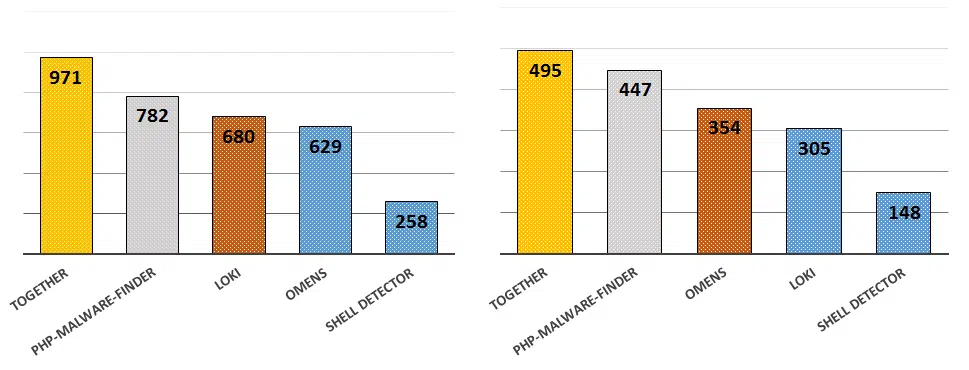 971
782
680
629
258
TOGETHER
PHP-MALWARE-FINDER
LOKI
OMENS
SHELL DETECTOR
495
447
354
305
148
TOGETHER
PHP-MALWARE-FINDER
OMENS
LOKI
SHELL DETECTOR